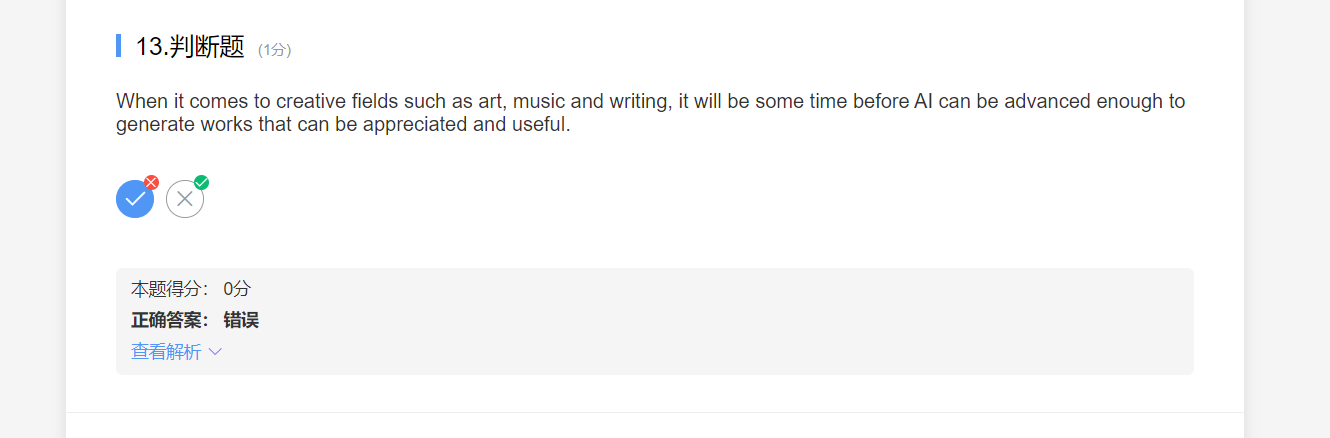 13.判断题 (1分)
When it comes to creative fields such as art, music and writing, it will be some time before AI can be advanced enough to
generate works that can be appreciated and useful.
本题得分： 0分
正确答案： 错误
查看解析